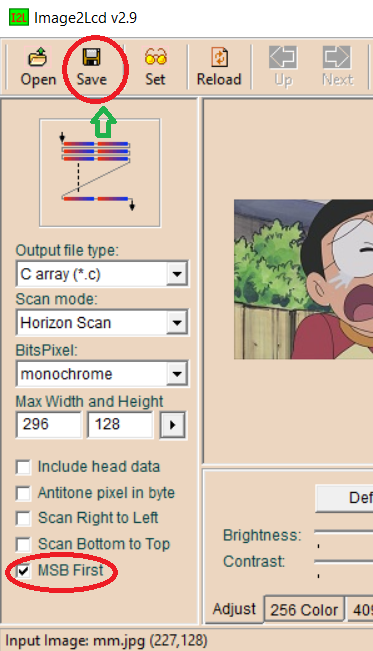 I2L Image2Lcd v2.9
Open Save Set Reload Up Next
Output file type:
C array (*.c)
Scan mode:
Horizon Scan
BitsPixel:
monochrome
Max Width and Height
296 128
Include head data
Antitone pixel in byte
Scan Right to Left
Scan Bottom to Top
MSB First
Def
Brightness:
Contrast:
Adjust 256 Color 409
Input Image: mm.jpg (227,128)